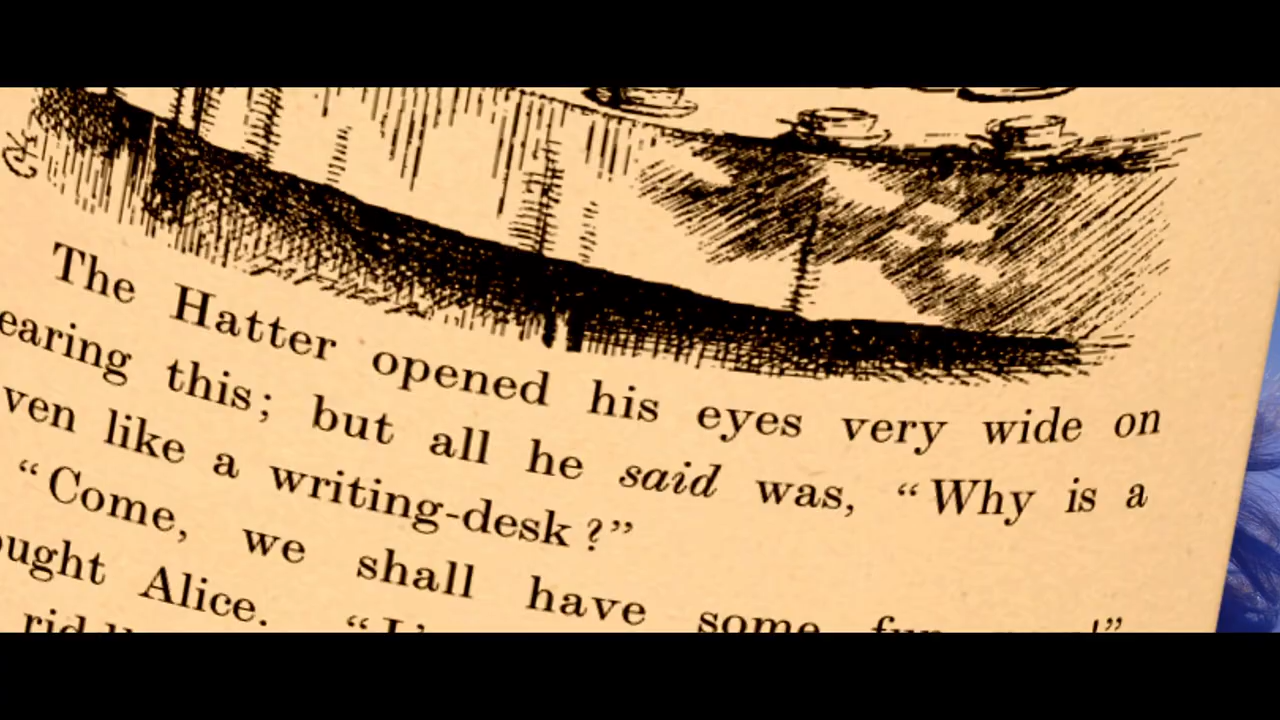 The Hatter opened his eyes very wide on
earing this; but all he said was, “Why is a
ven like a writing-desk?”
“Come, we shall have some fun
ought Alice. “I’